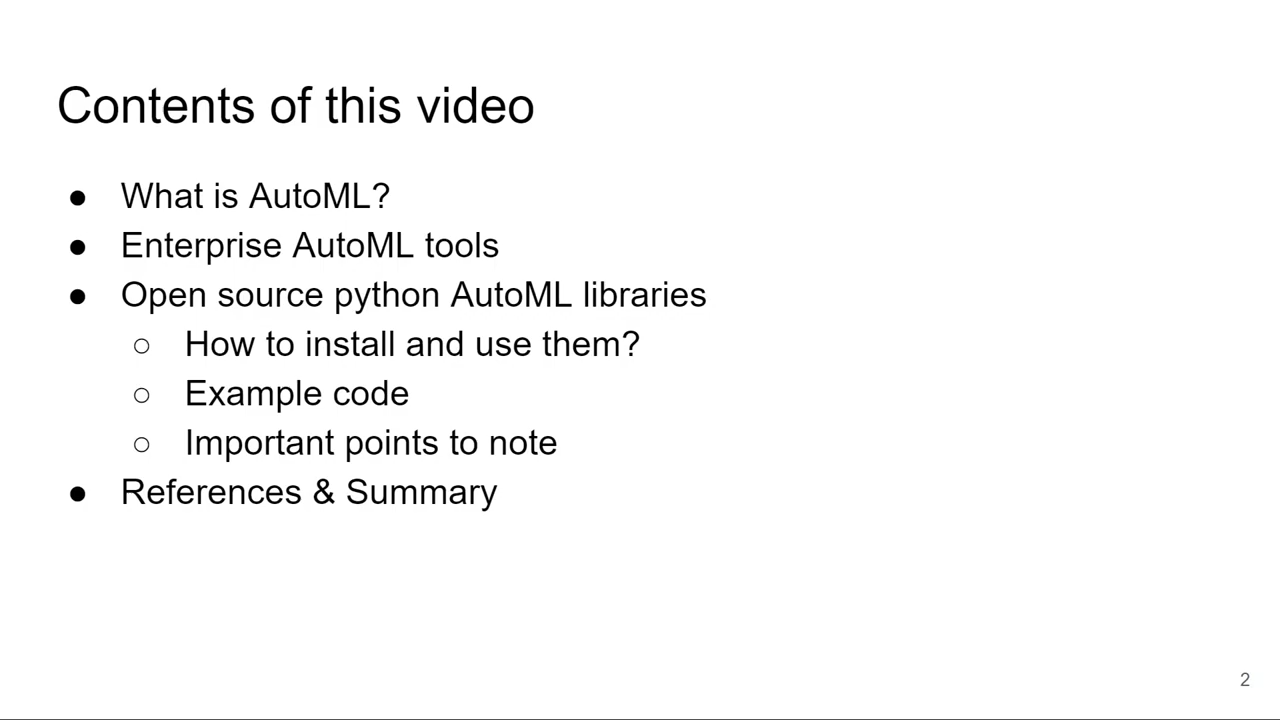 Contents of this video
● What is AutoML?
● Enterprise AutoML tools
● Open source python AutoML libraries
○ How to install and use them?
○ Example code
○ Important points to note
● References & Summary
2